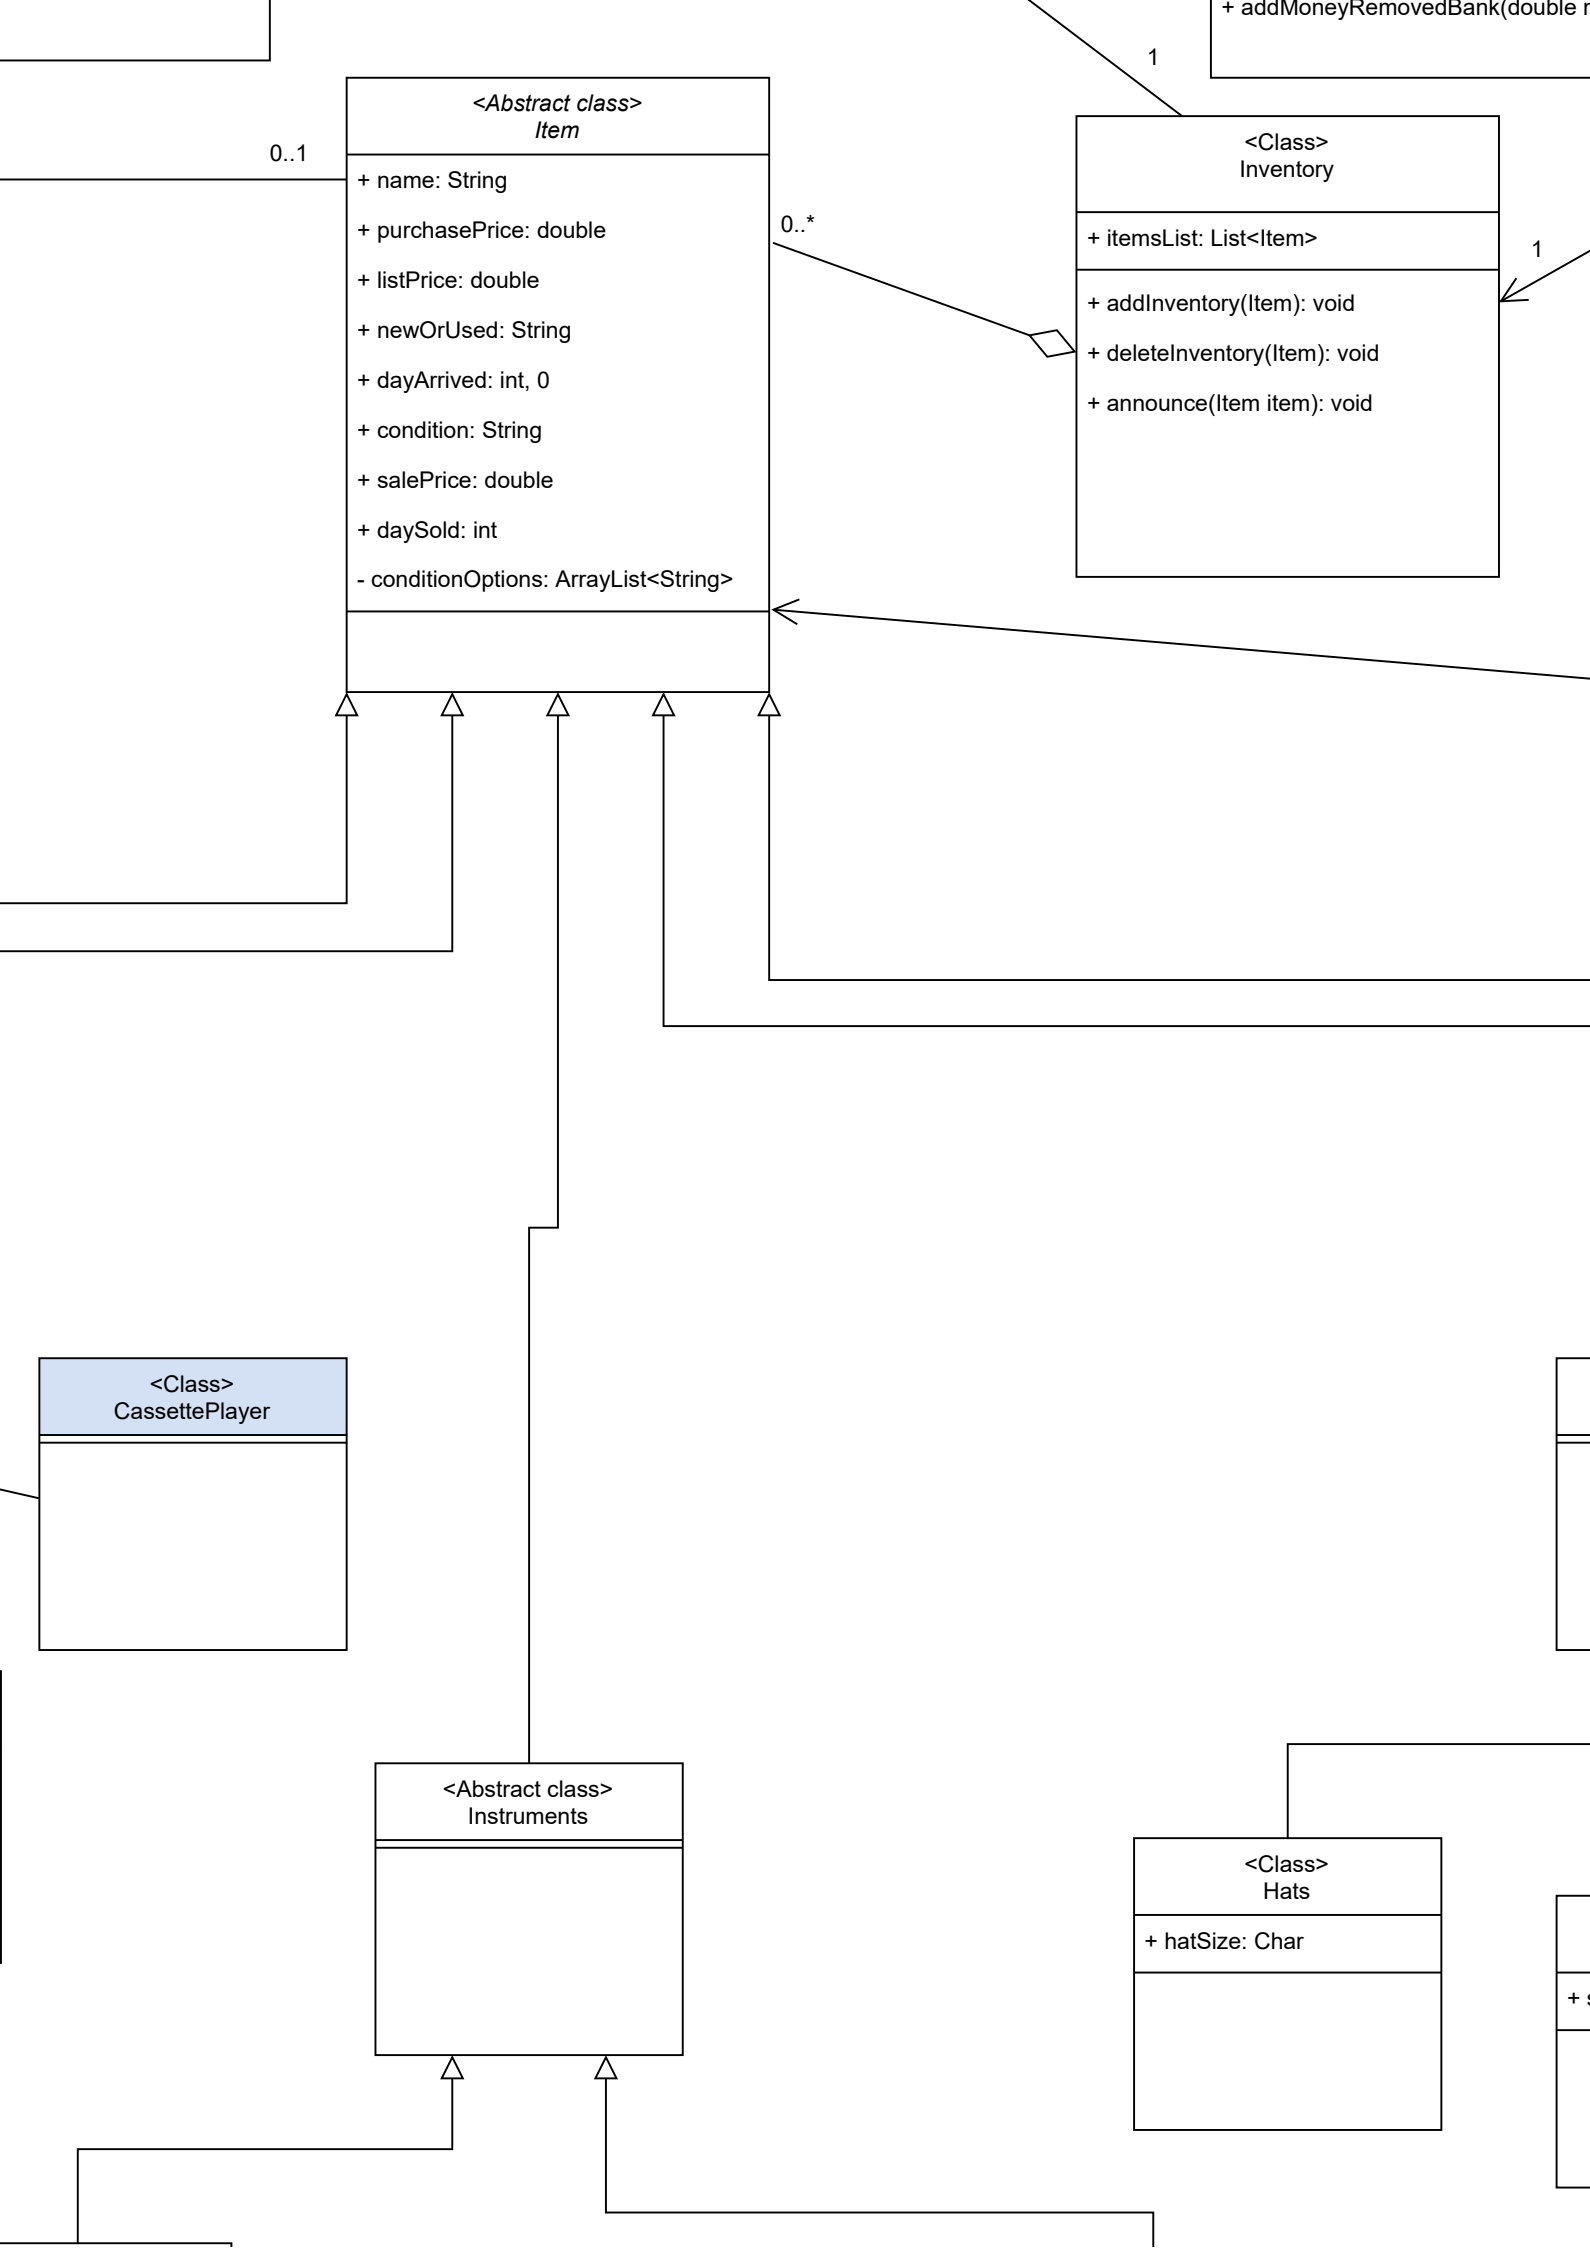 + addMoneyRemovedBank(double
1
<Abstract class>
Item
0..1
+ name: String
+ purchasePrice: double
+ listPrice: double
+ newOrUsed: String
+ dayArrived: int, 0
+ condition: String
+ salePrice: double
+ daySold: int
- conditionOptions: ArrayList<String>
0..*
<Class>
Inventory
+ itemsList: List<Item>
1
+ addInventory(Item): void
+ deleteInventory(Item): void
+ announce(Item item): void
<Class>
CassettePlayer
<Abstract class>
Instruments
<Class>
Hats
+ hatSize: Char
+